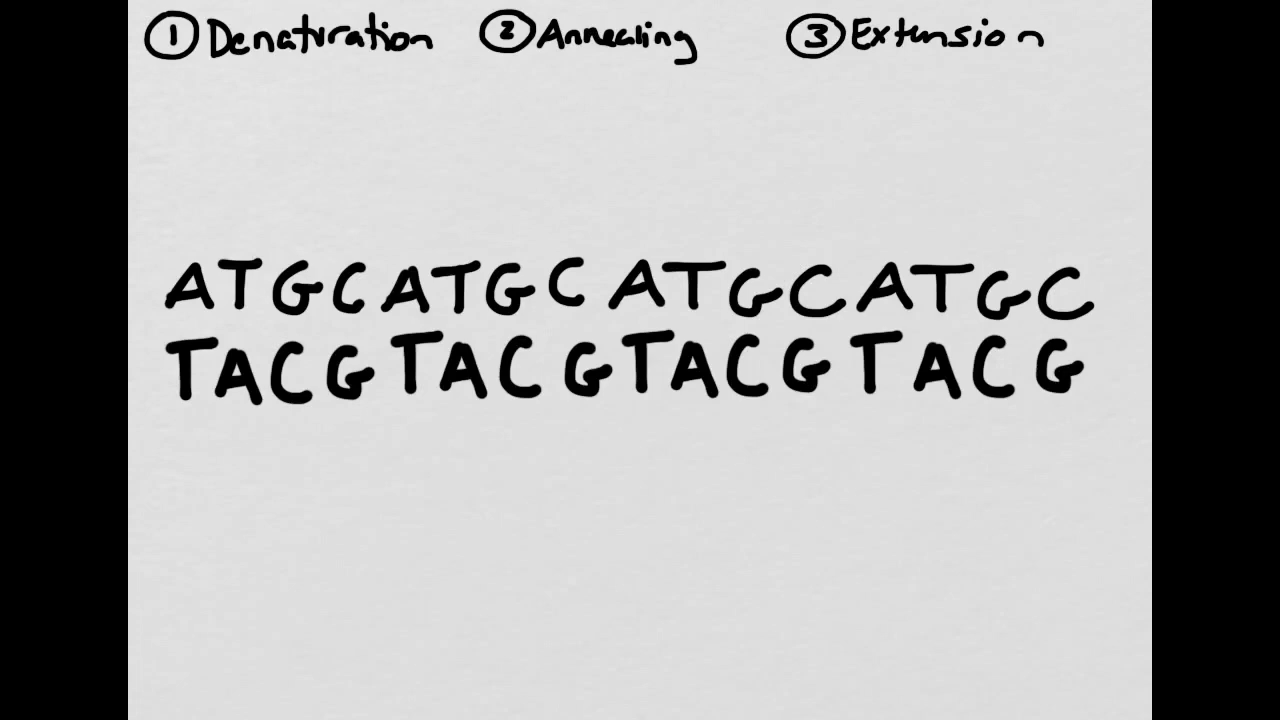 ① Denaturation ② Annealing ③ Extension
ATGCATGCATGCATGC
TACGTACGTACGTACG